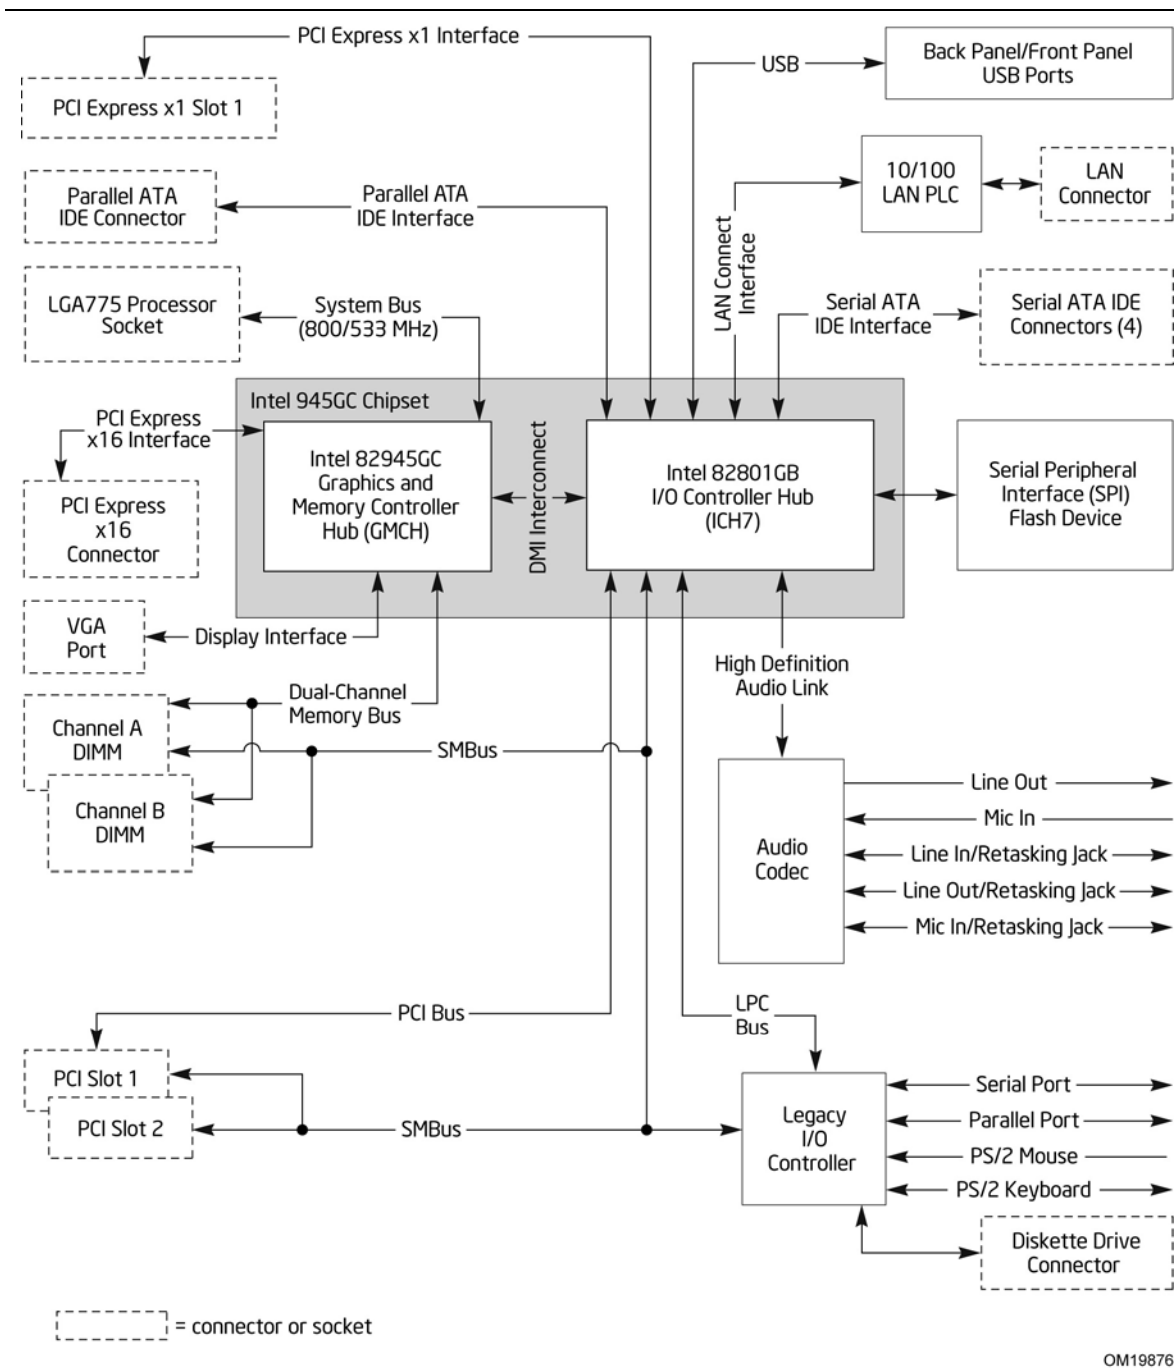 PCI Express x1 Interface
PCI Express x1 Slot 1
USB
Back Panel/Front Panel
USB Ports
Parallel ATA
IDE Connector
Parallel ATA
IDE Interface
10/100
LAN PLC
LAN
Connector
LAN Connect
Interface
LGA775 Processor
Socket
System Bus
(800/533 MHz)
Serial ATA
IDE Interface
Serial ATA IDE
Connectors (4)
Intel 945GC Chipset
PCI Express
x16 Interface
PCI Express
x16
Connector
Intel 82945GC
Graphics and
Memory Controller
Hub (GMCH)
DMI Interconnect
Intel 82801GB
I/O Controller Hub
(ICH7)
Serial Peripheral
Interface (SPI)
Flash Device
VGA
Port
Display Interface
High Definition
Audio Link
Dual-Channel
Memory Bus
Channel A
DIMM
SMBus
Channel B
DIMM
Audio
Codec
Line Out
Mic In
Line In/Retasking Jack
Line Out/Retasking Jack
Mic In/Retasking Jack
PCI Bus
LPC
Bus
PCI Slot 1
PCI Slot 2
SMBus
Legacy
I/O
Controller
Serial Port
Parallel Port
PS/2 Mouse
PS/2 Keyboard
Diskette Drive
Connector
= connector or socket
OM19876